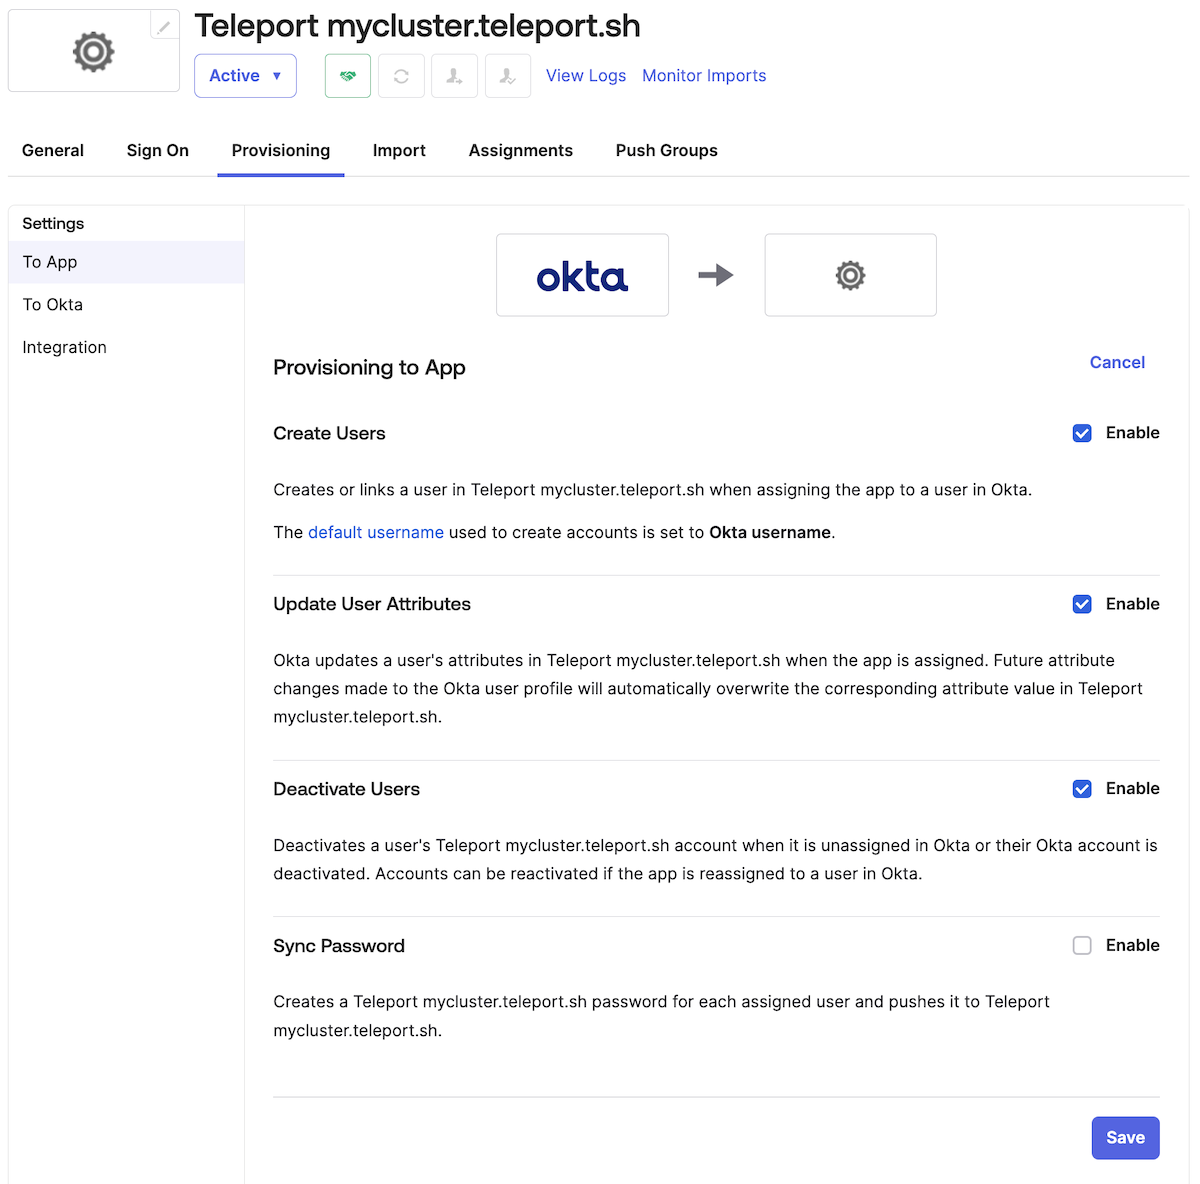 Teleport mycluster.teleport.sh
Active ▼
View Logs Monitor Imports
General Sign On Provisioning Import Assignments Push Groups
Settings
To App
To Okta
Integration
okta
Provisioning to App
Cancel
Create Users
Enable
Creates or links a user in Teleport mycluster.teleport.sh when assigning the app to a user in Okta.
The default username used to create accounts is set to Okta username.
Update User Attributes
Enable
Okta updates a user's attributes in Teleport mycluster.teleport.sh when the app is assigned. Future attribute
changes made to the Okta user profile will automatically overwrite the corresponding attribute value in Teleport
mycluster.teleport.sh.
Deactivate Users
Enable
Deactivates a user's Teleport mycluster.teleport.sh account when it is unassigned in Okta or their Okta account is
deactivated. Accounts can be reactivated if the app is reassigned to a user in Okta.
Sync Password
Enable
Creates a Teleport mycluster.teleport.sh password for each assigned user and pushes it to Teleport
mycluster.teleport.sh.
Save